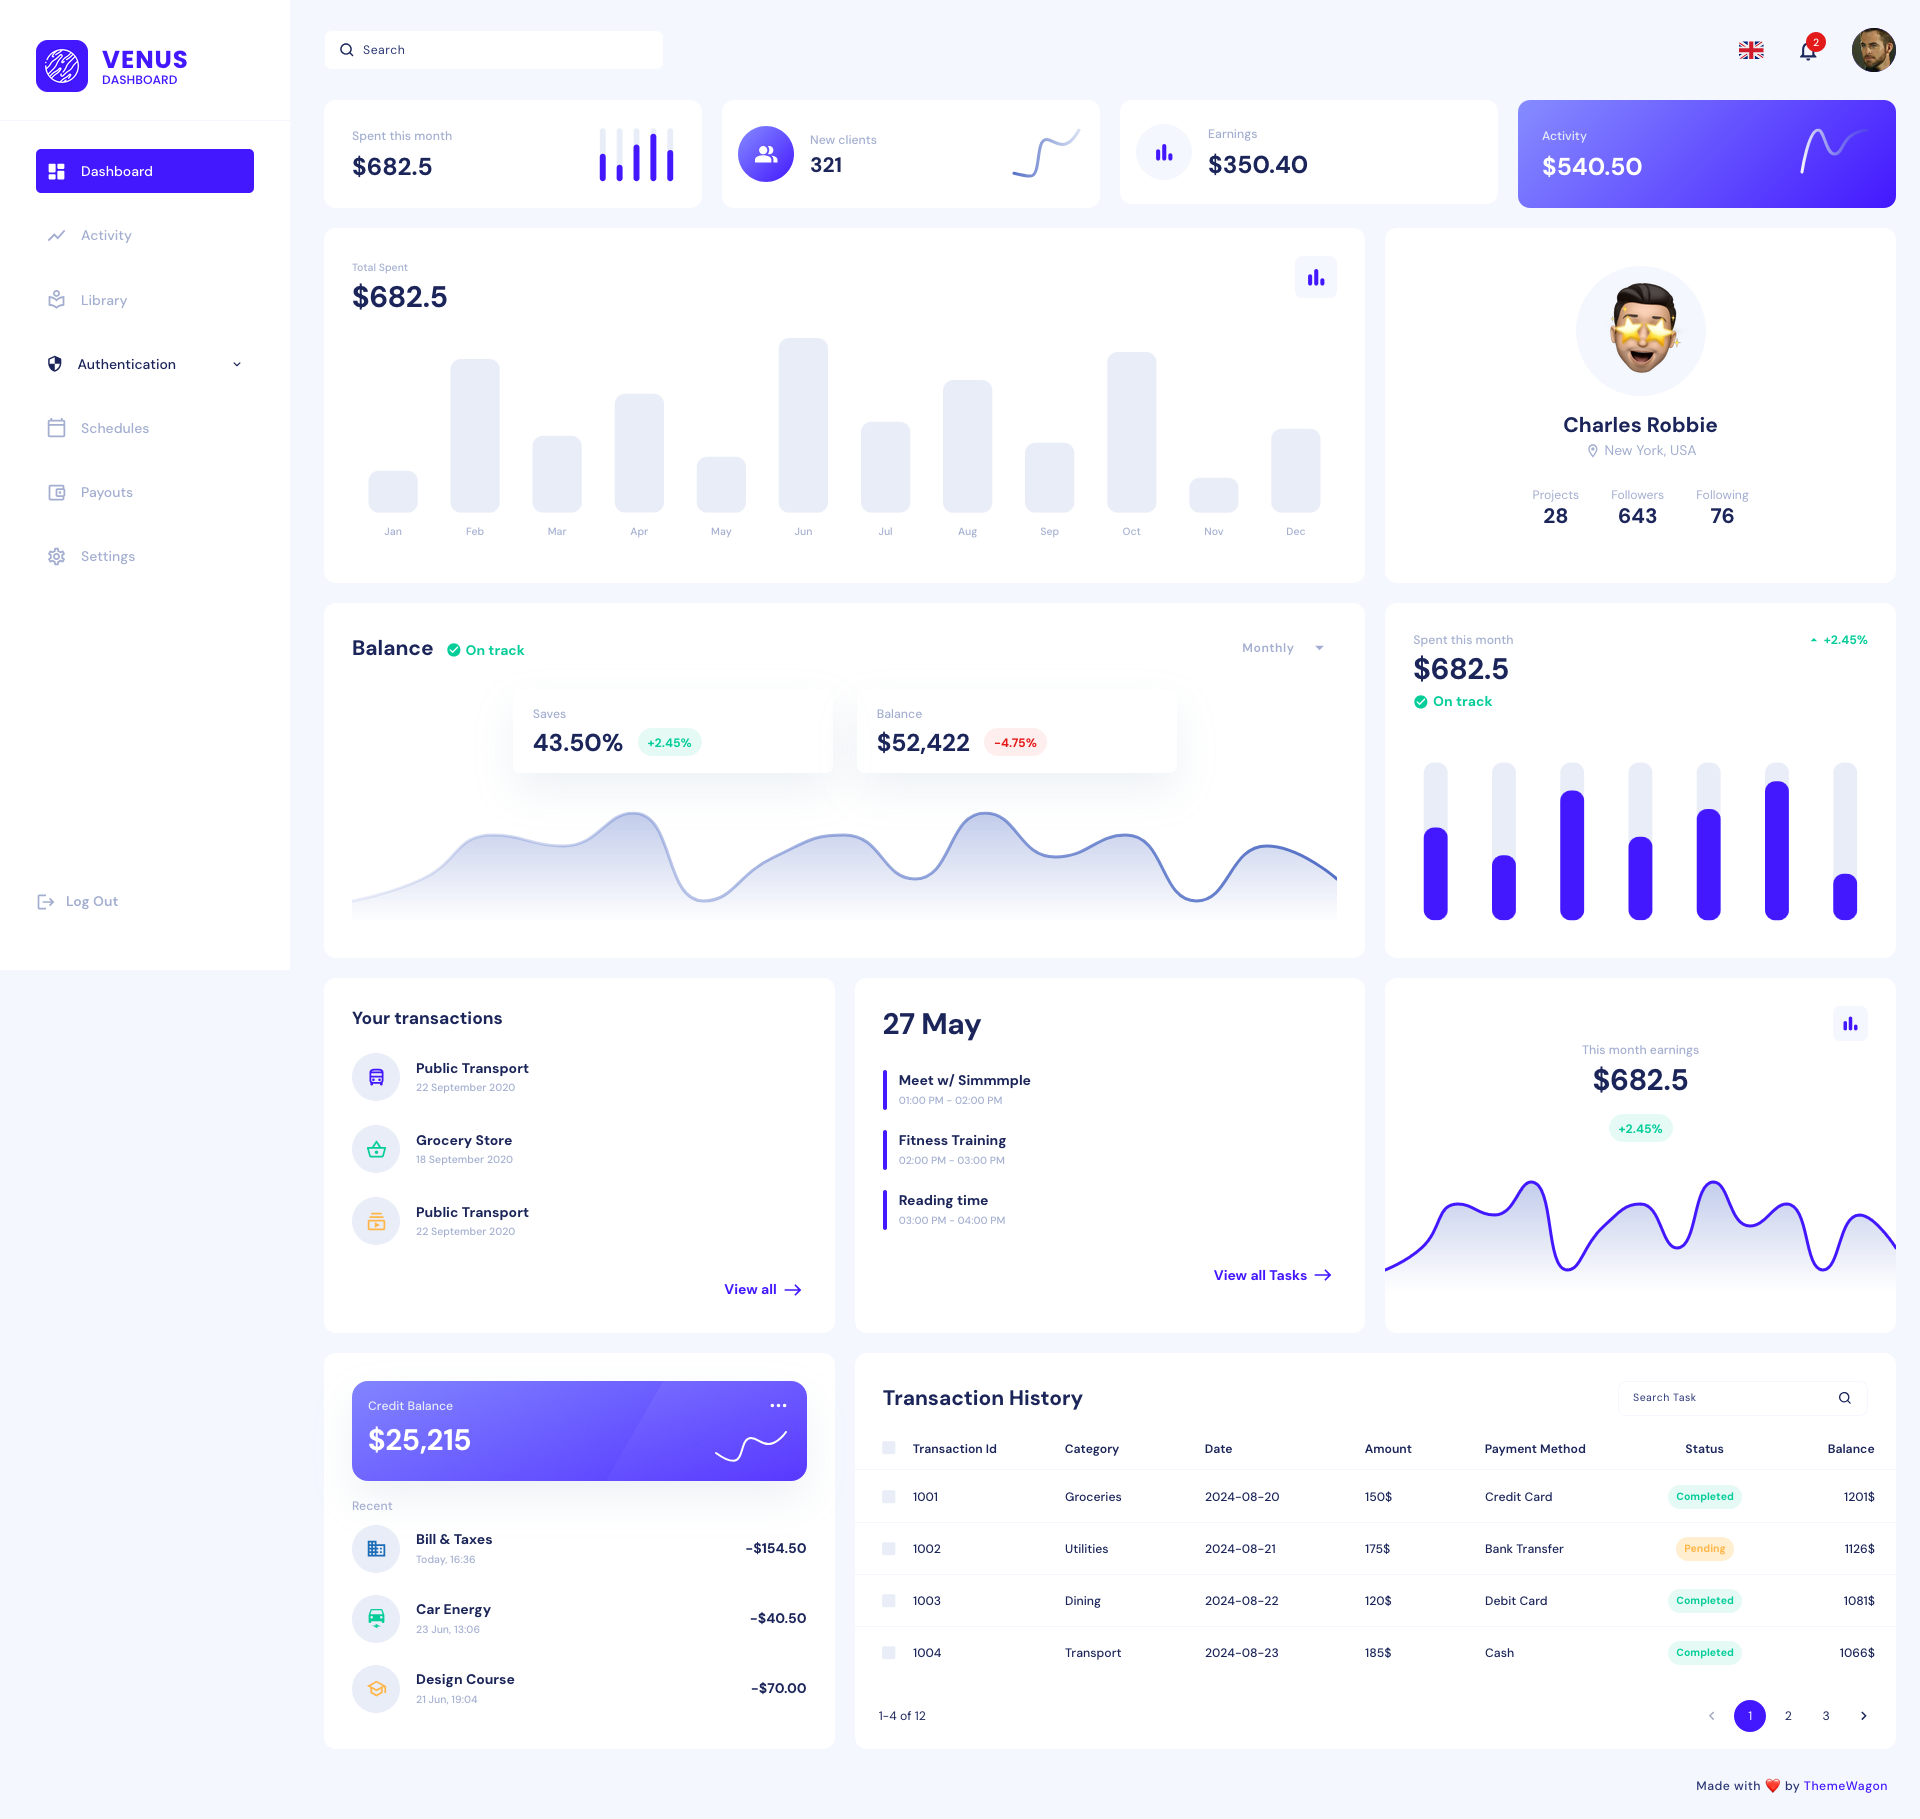 VENUS
DASHBOARD
Dashboard
Activity
Library
Authentication
Schedules
Payouts
Settings
Log Out
Search
2
Spent this month
$682.5
New clients
321
Earnings
$350.40
Activity
$540.50
Total Spent
$682.5
Jan Feb Mar Apr May Jun Jul Aug Sep Oct Nov Dec
Charles Robbie
New York, USA
Projects Followers Following
28 643 76
Balance On track
Monthly
Saves
43.50% +2.45%
Balance
$52,422 -4.75%
Spent this month +2.45%
$682.5
On track
Your transactions
Public Transport
22 September 2020
Grocery Store
18 September 2020
Public Transport
22 September 2020
View all
27 May
Meet w/ Simmmple
01:00 PM - 02:00 PM
Fitness Training
02:00 PM - 03:00 PM
Reading time
03:00 PM - 04:00 PM
View all Tasks
This month earnings
$682.5
+2.45%
Credit Balance
$25,215
Recent
Bill & Taxes
Today, 16:36
-$154.50
Car Energy
23 Jun, 13:06
-$40.50
Design Course
21 Jun, 19:04
-$70.00
Transaction History
Search Task
Transaction Id Category Date Amount Payment Method Status Balance
1001 Groceries 2024-08-20 150$ Credit Card Completed 1201$
1002 Utilities 2024-08-21 175$ Bank Transfer Pending 1126$
1003 Dining 2024-08-22 120$ Debit Card Completed 1081$
1004 Transport 2024-08-23 185$ Cash Completed 1066$
1-4 of 12
1 2 3
Made with ❤️ by ThemeWagon